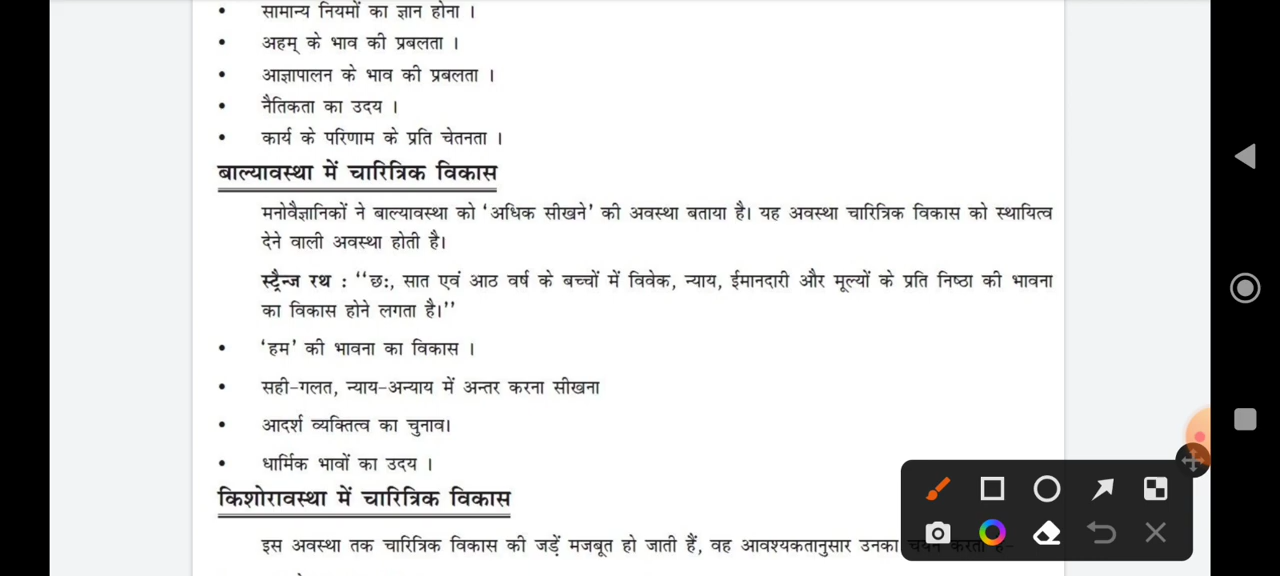 • सामान्य नियमों का ज्ञान होना ।
• अहम् के भाव की प्रबलता ।
• आज्ञापालन के भाव की प्रबलता ।
• नैतिकता का उदय ।
• कार्य के परिणाम के प्रति चेतनता ।
बाल्यावस्था में चारित्रिक विकास
मनोवैज्ञानिकों ने बाल्यावस्था को ‘अधिक सीखने’ की अवस्था बताया है। यह अवस्था चारित्रिक विकास को स्थायित्व
देने वाली अवस्था होती है।
स्ट्रैन्ज रथ : ‘‘छः, सात एवं आठ वर्ष के बच्चों में विवेक, न्याय, ईमानदारी और मूल्यों के प्रति निष्ठा की भावना
का विकास होने लगता है।’’
• ‘हम’ की भावना का विकास ।
• सही-गलत, न्याय-अन्याय में अन्तर करना सीखना
• आदर्श व्यक्तित्व का चुनाव।
• धार्मिक भावों का उदय ।
किशोरावस्था में चारित्रिक विकास
इस अवस्था तक चारित्रिक विकास की जड़ें मजबूत हो जाती हैं, वह आवश्यकतानुसार उनका चयन करता है-